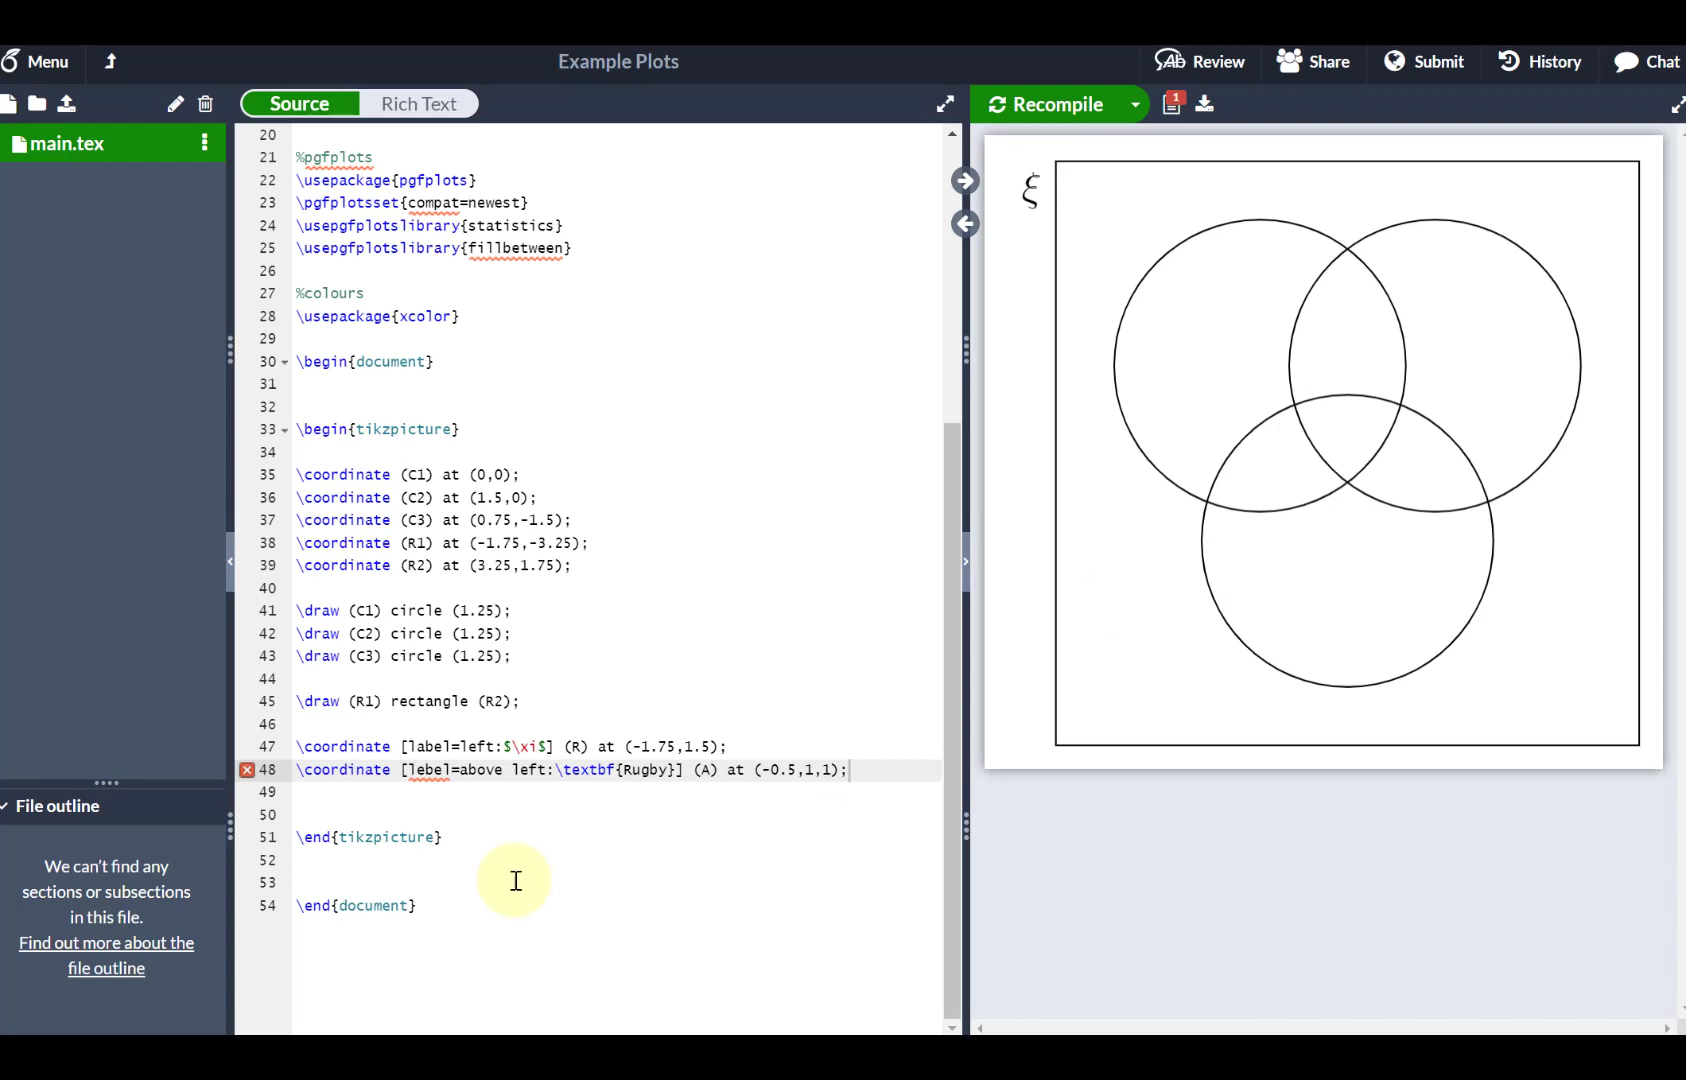 Menu
Example Plots
Review
Share
Submit
History
Chat
Source
Rich Text
Recompile
1
main.tex
20
21 %pgfplots
22 \usepackage{pgfplots}
23 \pgfplotsset{compat=newest}
24 \usepgfplotslibrary{statistics}
25 \usepgfplotslibrary{fillbetween}
26
27 %colours
28 \usepackage{xcolor}
29
30 \begin{document}
31
32
33 \begin{tikzpicture}
34
35 \coordinate (C1) at (0,0);
36 \coordinate (C2) at (1.5,0);
37 \coordinate (C3) at (0.75,-1.5);
38 \coordinate (R1) at (-1.75,-3.25);
39 \coordinate (R2) at (3.25,1.75);
40
41 \draw (C1) circle (1.25);
42 \draw (C2) circle (1.25);
43 \draw (C3) circle (1.25);
44
45 \draw (R1) rectangle (R2);
46
47 \coordinate [label=left:$\xi$] (R) at (-1.75,1.5);
48 \coordinate [lebel=above left:\textbf{Rugby}] (A) at (-0.5,1,1);
49
50
51 \end{tikzpicture}
52
53
54 \end{document}
ξ
File outline
We can't find any
sections or subsections
in this file.
Find out more about the
file outline